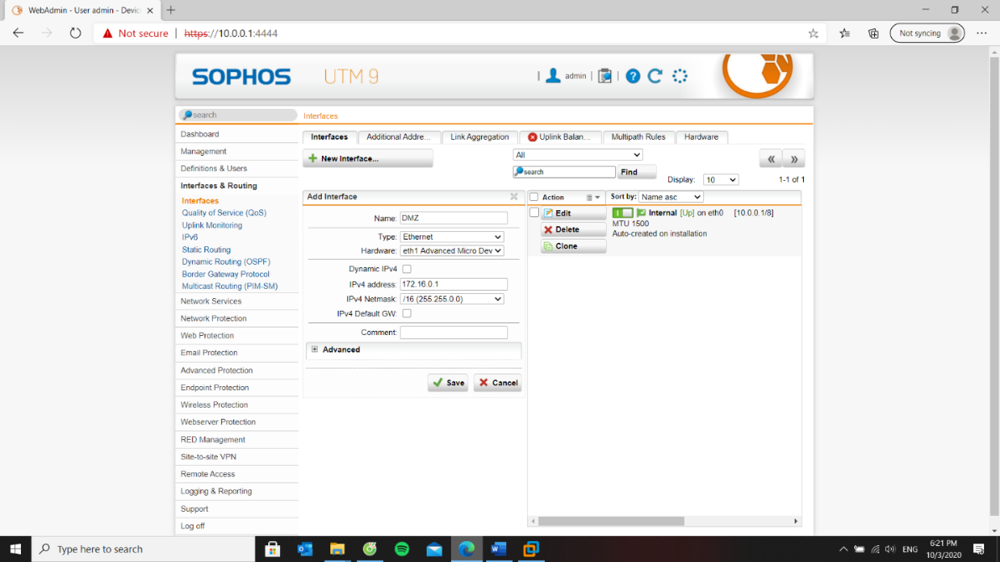 WebAdmin - User admin - Devic
Not secure | https://10.0.0.1:4444
Not syncing
SOPHOS UTM 9
| admin | |
search
Interfaces
Dashboard
Management
Definitions & Users
Interfaces & Routing
Interfaces
Quality of Service (QoS)
Uplink Monitoring
IPv6
Static Routing
Dynamic Routing (OSPF)
Border Gateway Protocol
Multicast Routing (PIM-SM)
Network Services
Network Protection
Web Protection
Email Protection
Advanced Protection
Endpoint Protection
Wireless Protection
Webserver Protection
RED Management
Site-to-site VPN
Remote Access
Logging & Reporting
Support
Log off
Interfaces Additional Addre... Link Aggregation Uplink Balan... Multipath Rules Hardware
New Interface...
All
search Find
Display: 10 1-1 of 1
Add Interface
Name: DMZ
Type: Ethernet
Hardware: eth1 Advanced Micro Dev
Dynamic IPv4
IPv4 address: 172.16.0.1
IPv4 Netmask: /16 (255.255.0.0)
IPv4 Default GW:
Comment:
Advanced
Save Cancel
Action Sort by: Name asc
Edit Internal [Up] on eth0 [10.0.0.1/8]
MTU 1500
Delete Auto-created on installation
Clone
Type here to search
ENG
6:21 PM
10/3/2020